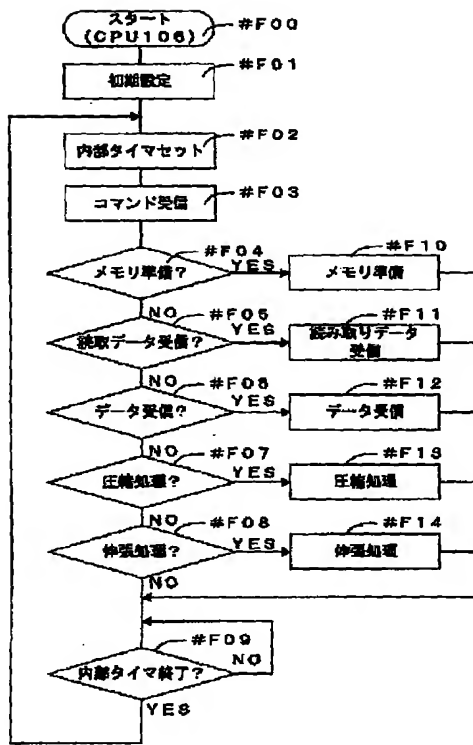 スタート
(CPU106)
#F00
初期設定
#F01
内部タイマセット
#F02
コマンド受信
#F03
メモリ準備?
#F04
YES
メモリ準備
#F10
NO
読取データ受信?
#F05
YES
読み取りデータ
受信
#F11
NO
データ受信?
#F06
YES
データ受信
#F12
NO
圧縮処理?
#F07
YES
圧縮処理
#F13
NO
伸張処理?
#F08
YES
伸張処理
#F14
NO
内部タイマ終了?
#F09
NO
YES